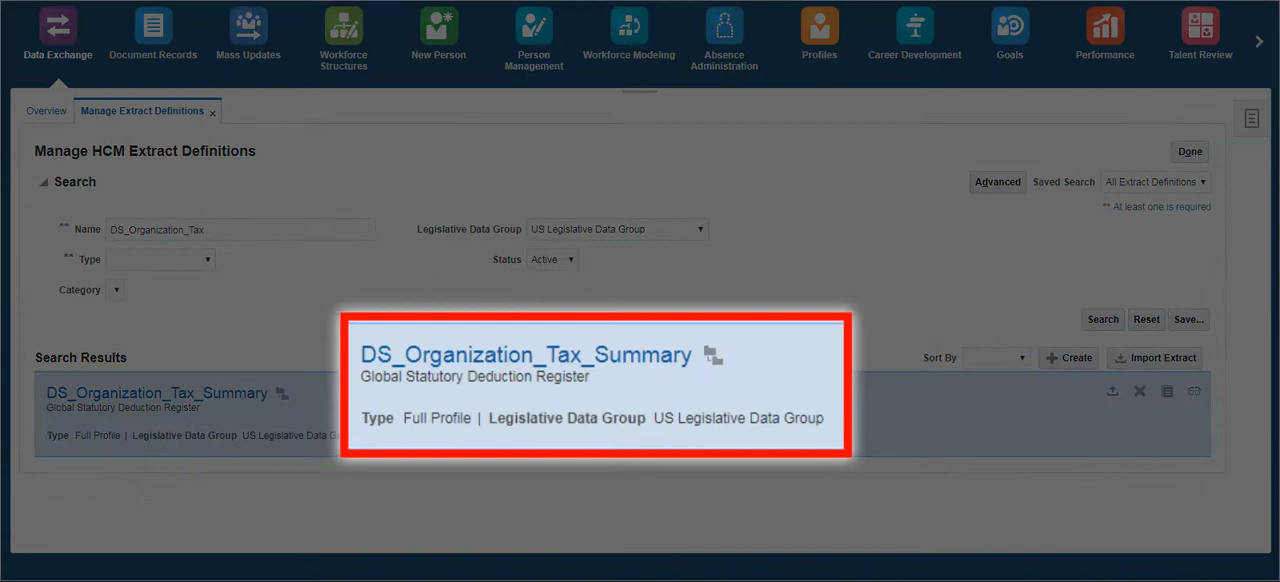 Data Exchange
Document Records
Mass Updates
Workforce
Structures
New Person
Person
Management
Workforce Modeling
Absence
Administration
Profiles
Career Development
Goals
Performance
Talent Review
Overview
Manage Extract Definitions x
Manage HCM Extract Definitions
Done
Search
Advanced Saved Search All Extract Definitions
** At least one is required
** Name DS_Organization_Tax Legislative Data Group US Legislative Data Group
** Type Status Active
Category
Search Reset Save...
Search Results Sort By Create Import Extract
DS_Organization_Tax_Summary
Global Statutory Deduction Register
Type Full Profile | Legislative Data Group US Legislative Data G
DS_Organization_Tax_Summary
Global Statutory Deduction Register
Type Full Profile | Legislative Data Group US Legislative Data Group